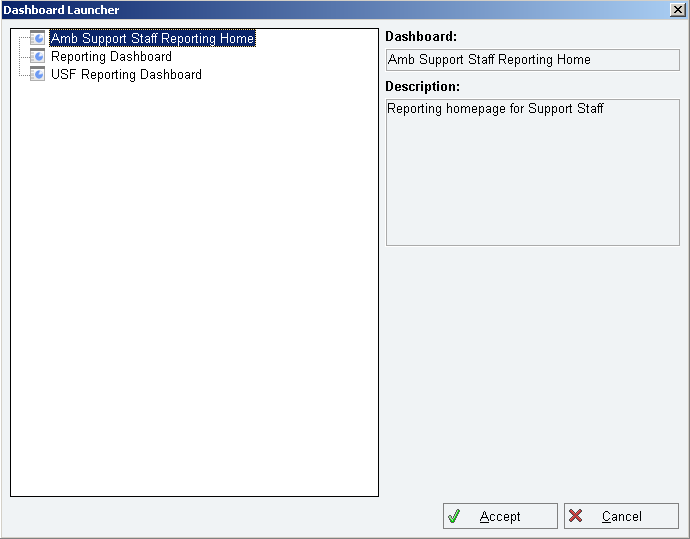 Dashboard Launcher
Amb Support Staff Reporting Home
Reporting Dashboard
USF Reporting Dashboard
Dashboard:
Amb Support Staff Reporting Home
Description:
Reporting homepage for Support Staff
Accept
Cancel